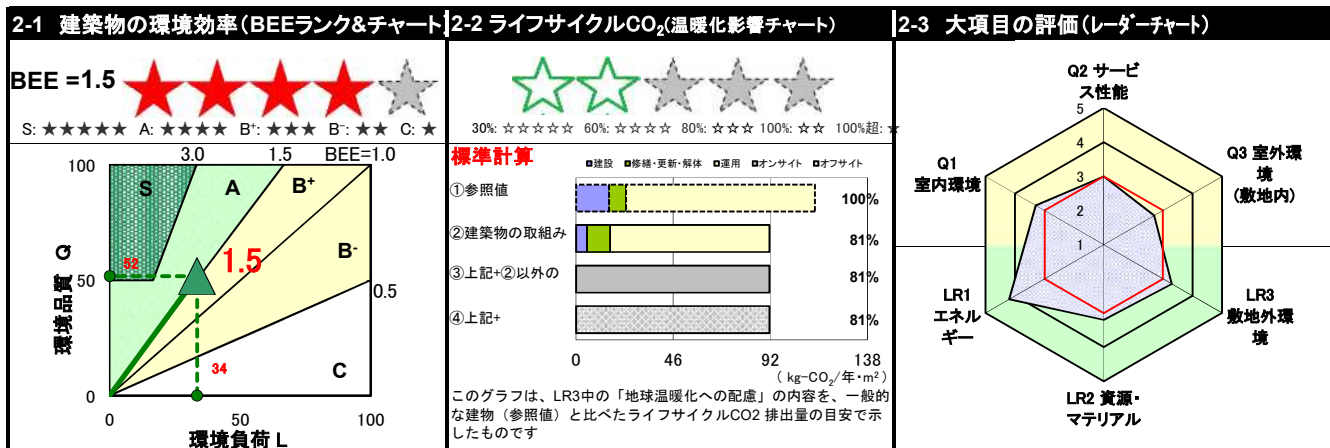 2-1 建築物の環境効率(BEEランク&チャート)
BEE =1.5
S: ★★★★★ A: ★★★★ B⁺: ★★★ B⁻: ★★ C: ★
3.0 1.5 BEE=1.0
100
S
A
B⁺
B⁻
C
52
1.5
50
0.5
34
0
0 50 100
環境品質 Q
環境負荷 L
2-2 ライフサイクルCO₂(温暖化影響チャート)
30%: ☆☆☆☆☆ 60%: ☆☆☆☆ 80%: ☆☆☆ 100%: ☆☆ 100%超: ☆
標準計算
建設 修繕・更新・解体 運用 オンサイト オフサイト
①参照値 100%
②建築物の取組み 81%
③上記+②以外の 81%
④上記+ 81%
0 46 92 138
( kg-CO₂/年・m²)
このグラフは、LR3中の「地球温暖化への配慮」の内容を、一般的
な建物(参照値)と比べたライフサイクルCO2 排出量の目安で示
したものです
2-3 大項目の評価(レーダーチャート)
Q2 サービ
ス性能
5
4
3
2
1
Q1
室内環境
Q3 室外環
境
(敷地内)
LR1
エネル
ギー
LR3
敷地外環
境
LR2 資源・
マテリアル